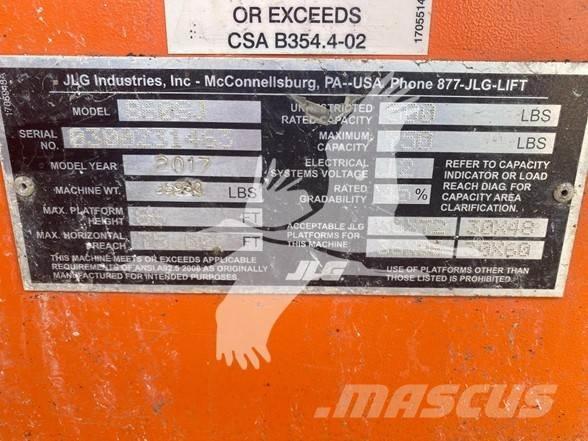 OR EXCEEDS
CSA B354.4-02
1705514
JLG Industries, Inc - McConnellsburg, PA--USA, Phone 877-JLG-LIFT
MODEL
SERIAL NO.
MODEL YEAR 2017
MACHINE WT. LBS
MAX. PLATFORM HEIGHT FT
MAX. HORIZONTAL REACH FT
THIS MACHINE MEETS OR EXCEEDS APPLICABLE
REQUIREMENTS OF ANSI A92.5 2006 AS ORIGINALLY
MANUFACTURED FOR INTENDED PURPOSES.
UNRESTRICTED RATED CAPACITY LBS
MAXIMUM CAPACITY LBS
ELECTRICAL SYSTEMS VOLTAGE
RATED GRADABILITY %
REFER TO CAPACITY
INDICATOR OR LOAD
REACH DIAG. FOR
CAPACITY AREA
CLARIFICATION.
ACCEPTABLE JLG
PLATFORMS FOR
THIS MACHINE
30X48
JLG
USE OF PLATFORMS OTHER THAN
THOSE LISTED IS PROHIBITED.
MASCUS